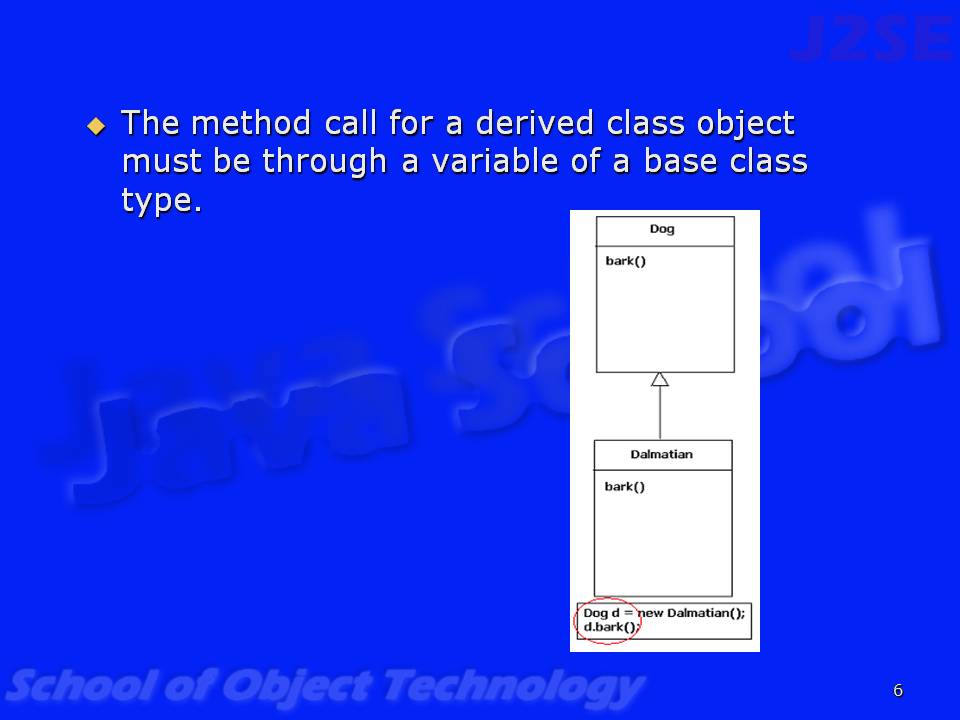 J2SE
The method call for a derived class object
must be through a variable of a base class
type.
Dog
bark()
Java School
Dalmatian
bark()
Dog d = new Dalmatian();
d.bark();
School of Object Technology
6